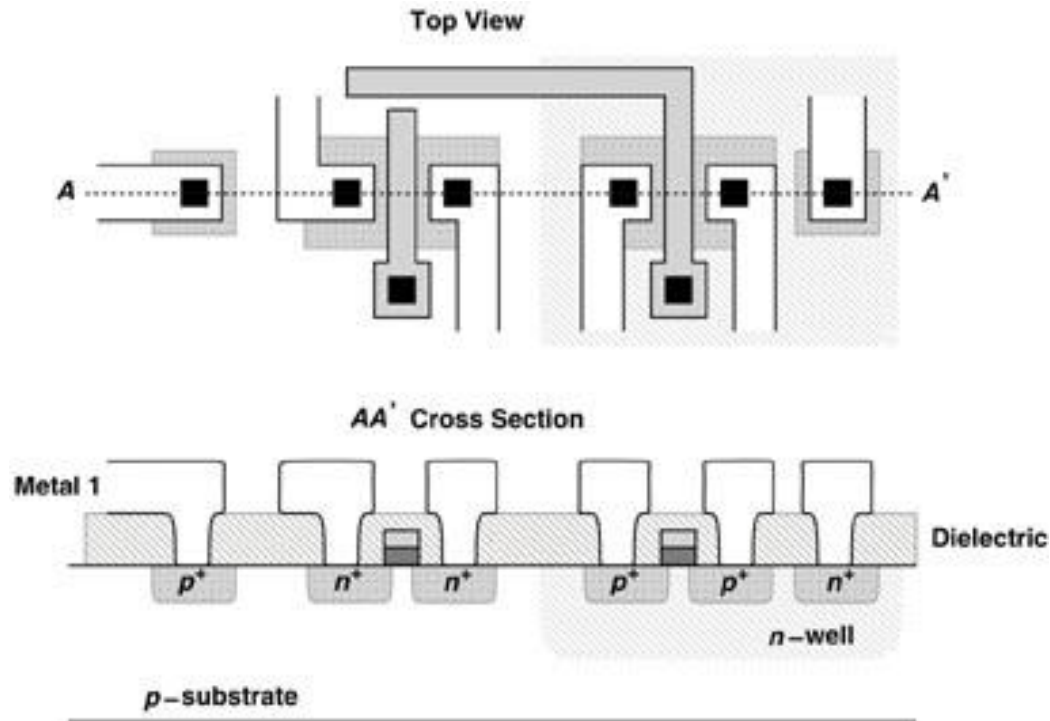 Top View
A A'
AA' Cross Section
Metal 1
Dielectric
p+ n+ n+ p+ p+ n+
n-well
p-substrate